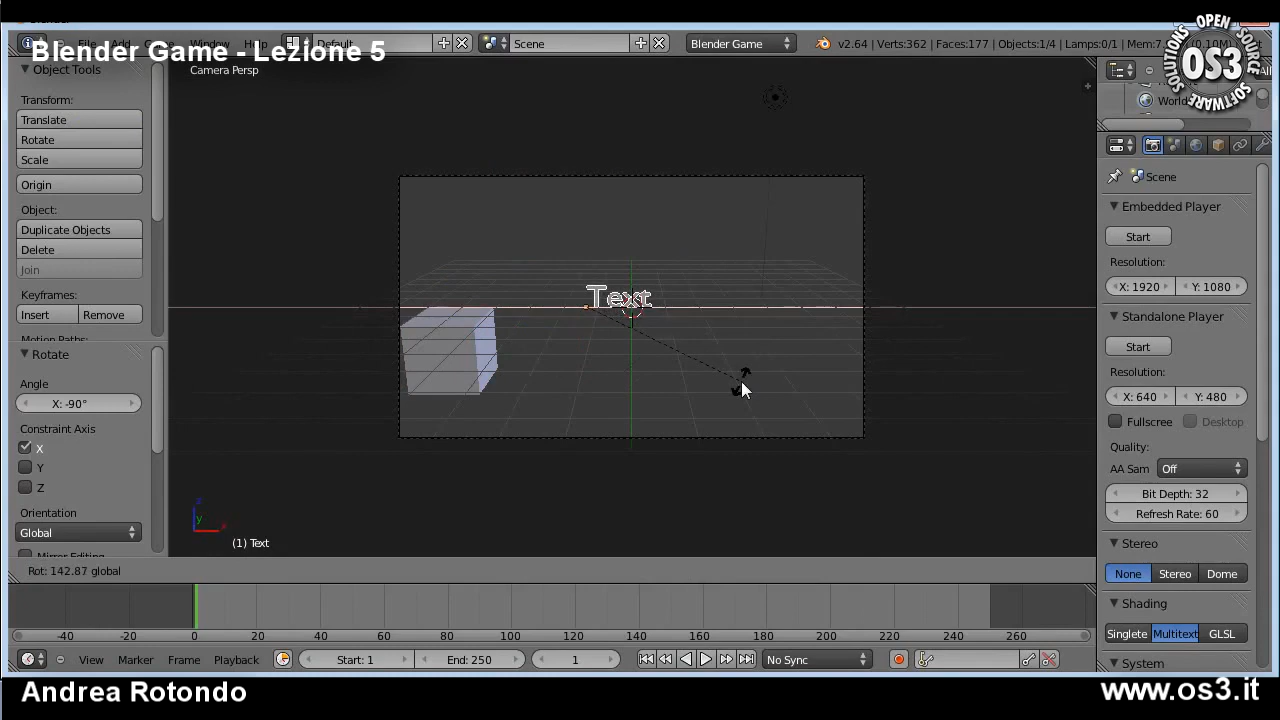 Blender Game - Lezione 5
File Add Window Help
Default
Scene
Blender Game
v2.64 | Verts:362 | Faces:177 | Objects:1/4 | Lamps:0/1 | Mem:7
OPEN SOURCE
SOFTWARE SOLUTIONS
OS3
Object Tools
Camera Persp
World
Transform:
Translate
Rotate
Scale
Origin
Object:
Duplicate Objects
Delete
Join
Keyframes:
Insert Remove
Motion Paths:
Rotate
Angle
X: -90°
Constraint Axis
X
Y
Z
Orientation
Global
Mirror Editing
Text
z
y
x
(1) Text
Rot: 142.87 global
Scene
Embedded Player
Start
Resolution:
X: 1920 Y: 1080
Standalone Player
Start
Resolution:
X: 640 Y: 480
Fullscree Desktop
Quality:
AA Sam Off
Bit Depth: 32
Refresh Rate: 60
Stereo
None Stereo Dome
Shading
Singlete Multitext GLSL
System
-40 -20 0 20 40 60 80 100 120 140 160 180 200 220 240 260
View Marker Frame Playback
Start: 1 End: 250 1
No Sync
Andrea Rotondo
www.os3.it